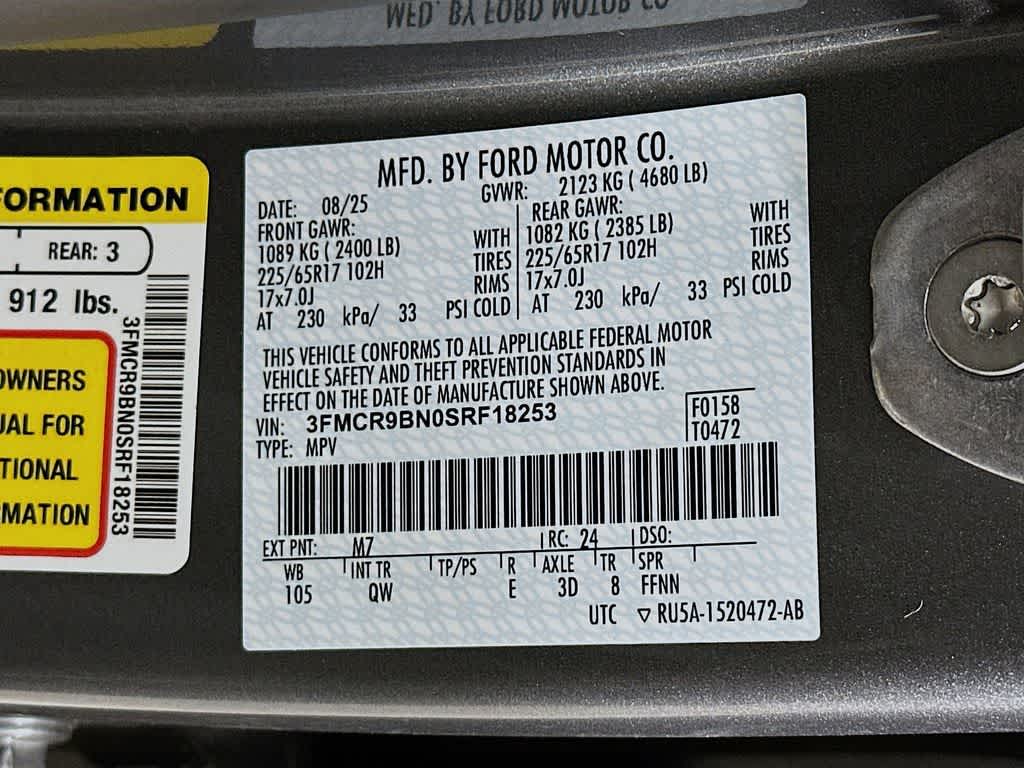 MFD. BY FORD MOTOR CO.
FORMATION
REAR: 3
912 lbs.
OWNERS
UAL FOR
TIONAL
MATION
3FMCR9BN0SRF18253
MFD. BY FORD MOTOR CO.
DATE: 08/25 GVWR: 2123 KG ( 4680 LB)
FRONT GAWR: REAR GAWR:
1089 KG ( 2400 LB) WITH 1082 KG ( 2385 LB) WITH
225/65R17 102H TIRES 225/65R17 102H TIRES
17x7.0J RIMS 17x7.0J RIMS
AT 230 kPa/ 33 PSI COLD AT 230 kPa/ 33 PSI COLD
THIS VEHICLE CONFORMS TO ALL APPLICABLE FEDERAL MOTOR
VEHICLE SAFETY AND THEFT PREVENTION STANDARDS IN
EFFECT ON THE DATE OF MANUFACTURE SHOWN ABOVE.
VIN: 3FMCR9BN0SRF18253 F0158
TYPE: MPV T0472
EXT PNT: M7 RC: 24 DSO:
WB INT TR TP/PS R AXLE TR SPR
105 QW E 3D 8 FFNN
UTC ▽ RU5A-1520472-AB